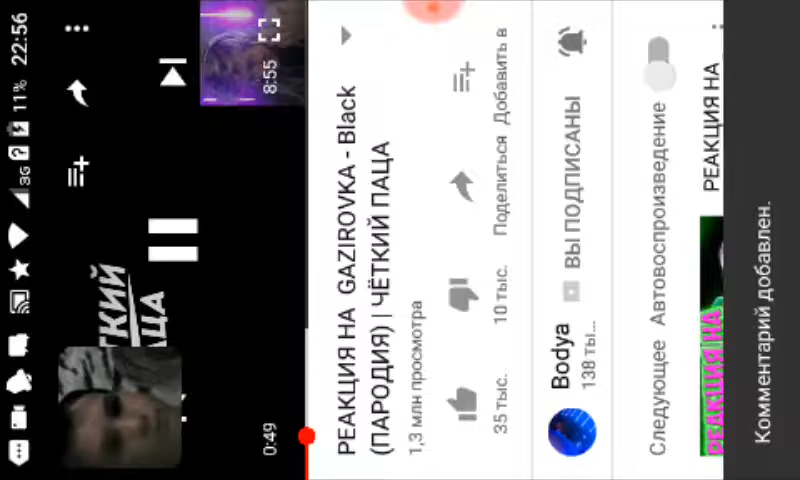 22:56
11%
3G
ТКИЙ
АЦА
0:49
8:55
РЕАКЦИЯ НА GAZIROVKA - Black
(ПАРОДИЯ) | ЧЁТКИЙ ПАЦА
1,3 млн просмотра
35 тыс.
10 тыс.
Поделиться
Добавить в
Bodya
138 ты...
ВЫ ПОДПИСАНЫ
Следующее
Автовоспроизведение
РЕАКЦИЯ НА
РЕАКЦИЯ НА
Комментарий добавлен.